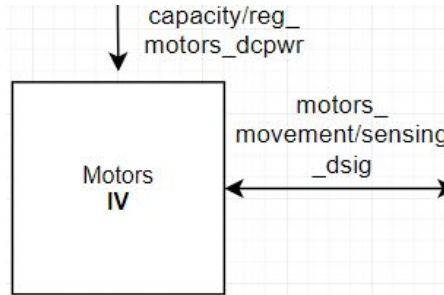 capacity/reg_
motors_dcpwr
motors_
movement/sensing
_dsig
Motors
IV